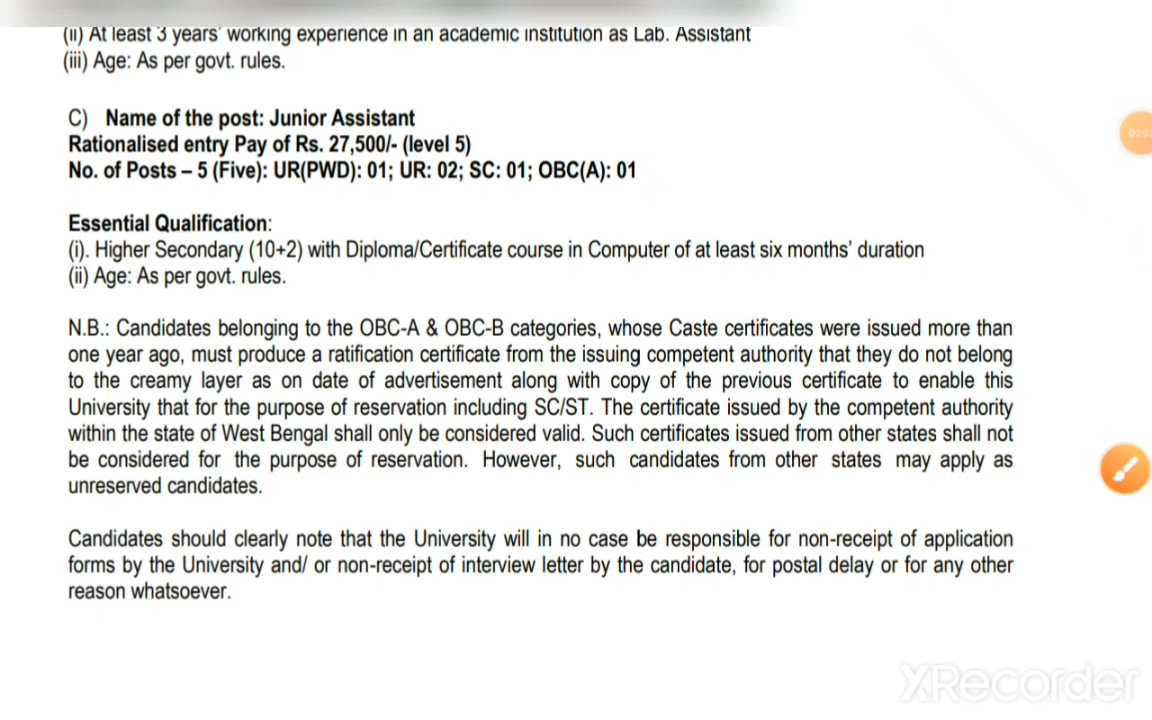 (ii) At least 3 years' working experience in an academic institution as Lab. Assistant
(iii) Age: As per govt. rules.
C) Name of the post: Junior Assistant
Rationalised entry Pay of Rs. 27,500/- (level 5)
No. of Posts – 5 (Five): UR(PWD): 01; UR: 02; SC: 01; OBC(A): 01
Essential Qualification:
(i). Higher Secondary (10+2) with Diploma/Certificate course in Computer of at least six months' duration
(ii) Age: As per govt. rules.
N.B.: Candidates belonging to the OBC-A & OBC-B categories, whose Caste certificates were issued more than
one year ago, must produce a ratification certificate from the issuing competent authority that they do not belong
to the creamy layer as on date of advertisement along with copy of the previous certificate to enable this
University that for the purpose of reservation including SC/ST. The certificate issued by the competent authority
within the state of West Bengal shall only be considered valid. Such certificates issued from other states shall not
be considered for the purpose of reservation. However, such candidates from other states may apply as
unreserved candidates.
Candidates should clearly note that the University will in no case be responsible for non-receipt of application
forms by the University and/ or non-receipt of interview letter by the candidate, for postal delay or for any other
reason whatsoever.
XRecorder